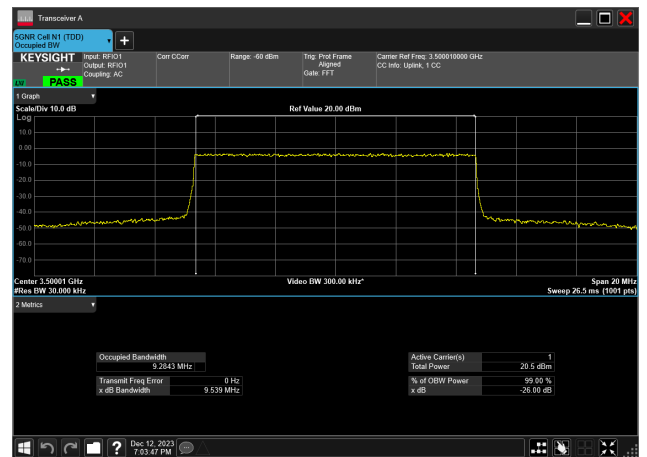 Transceiver A
5GNR Cell N1 (TDD)
Occupied BW
KEYSIGHT
Input: RFIO1
Output: RFIO1
Coupling: AC
Corr CCorr
Range: -60 dBm
Trig: Prot Frame
Aligned
Gate: FFT
Carrier Ref Freq: 3.500010000 GHz
CC Info: Uplink, 1 CC
PASS
1 Graph
Scale/Div 10.0 dB
Ref Value 20.00 dBm
Log
10.0
0.00
-10.0
-20.0
-30.0
-40.0
-50.0
-60.0
-70.0
Center 3.50001 GHz
Video BW 300.00 kHz*
Span 20 MHz
#Res BW 30.000 kHz
Sweep 26.5 ms (1001 pts)
2 Metrics
Occupied Bandwidth
9.2843 MHz
Active Carrier(s) 1
Total Power 20.5 dBm
Transmit Freq Error 0 Hz
x dB Bandwidth 9.539 MHz
% of OBW Power 99.00 %
x dB -26.00 dB
Dec 12, 2023
7:03:47 PM